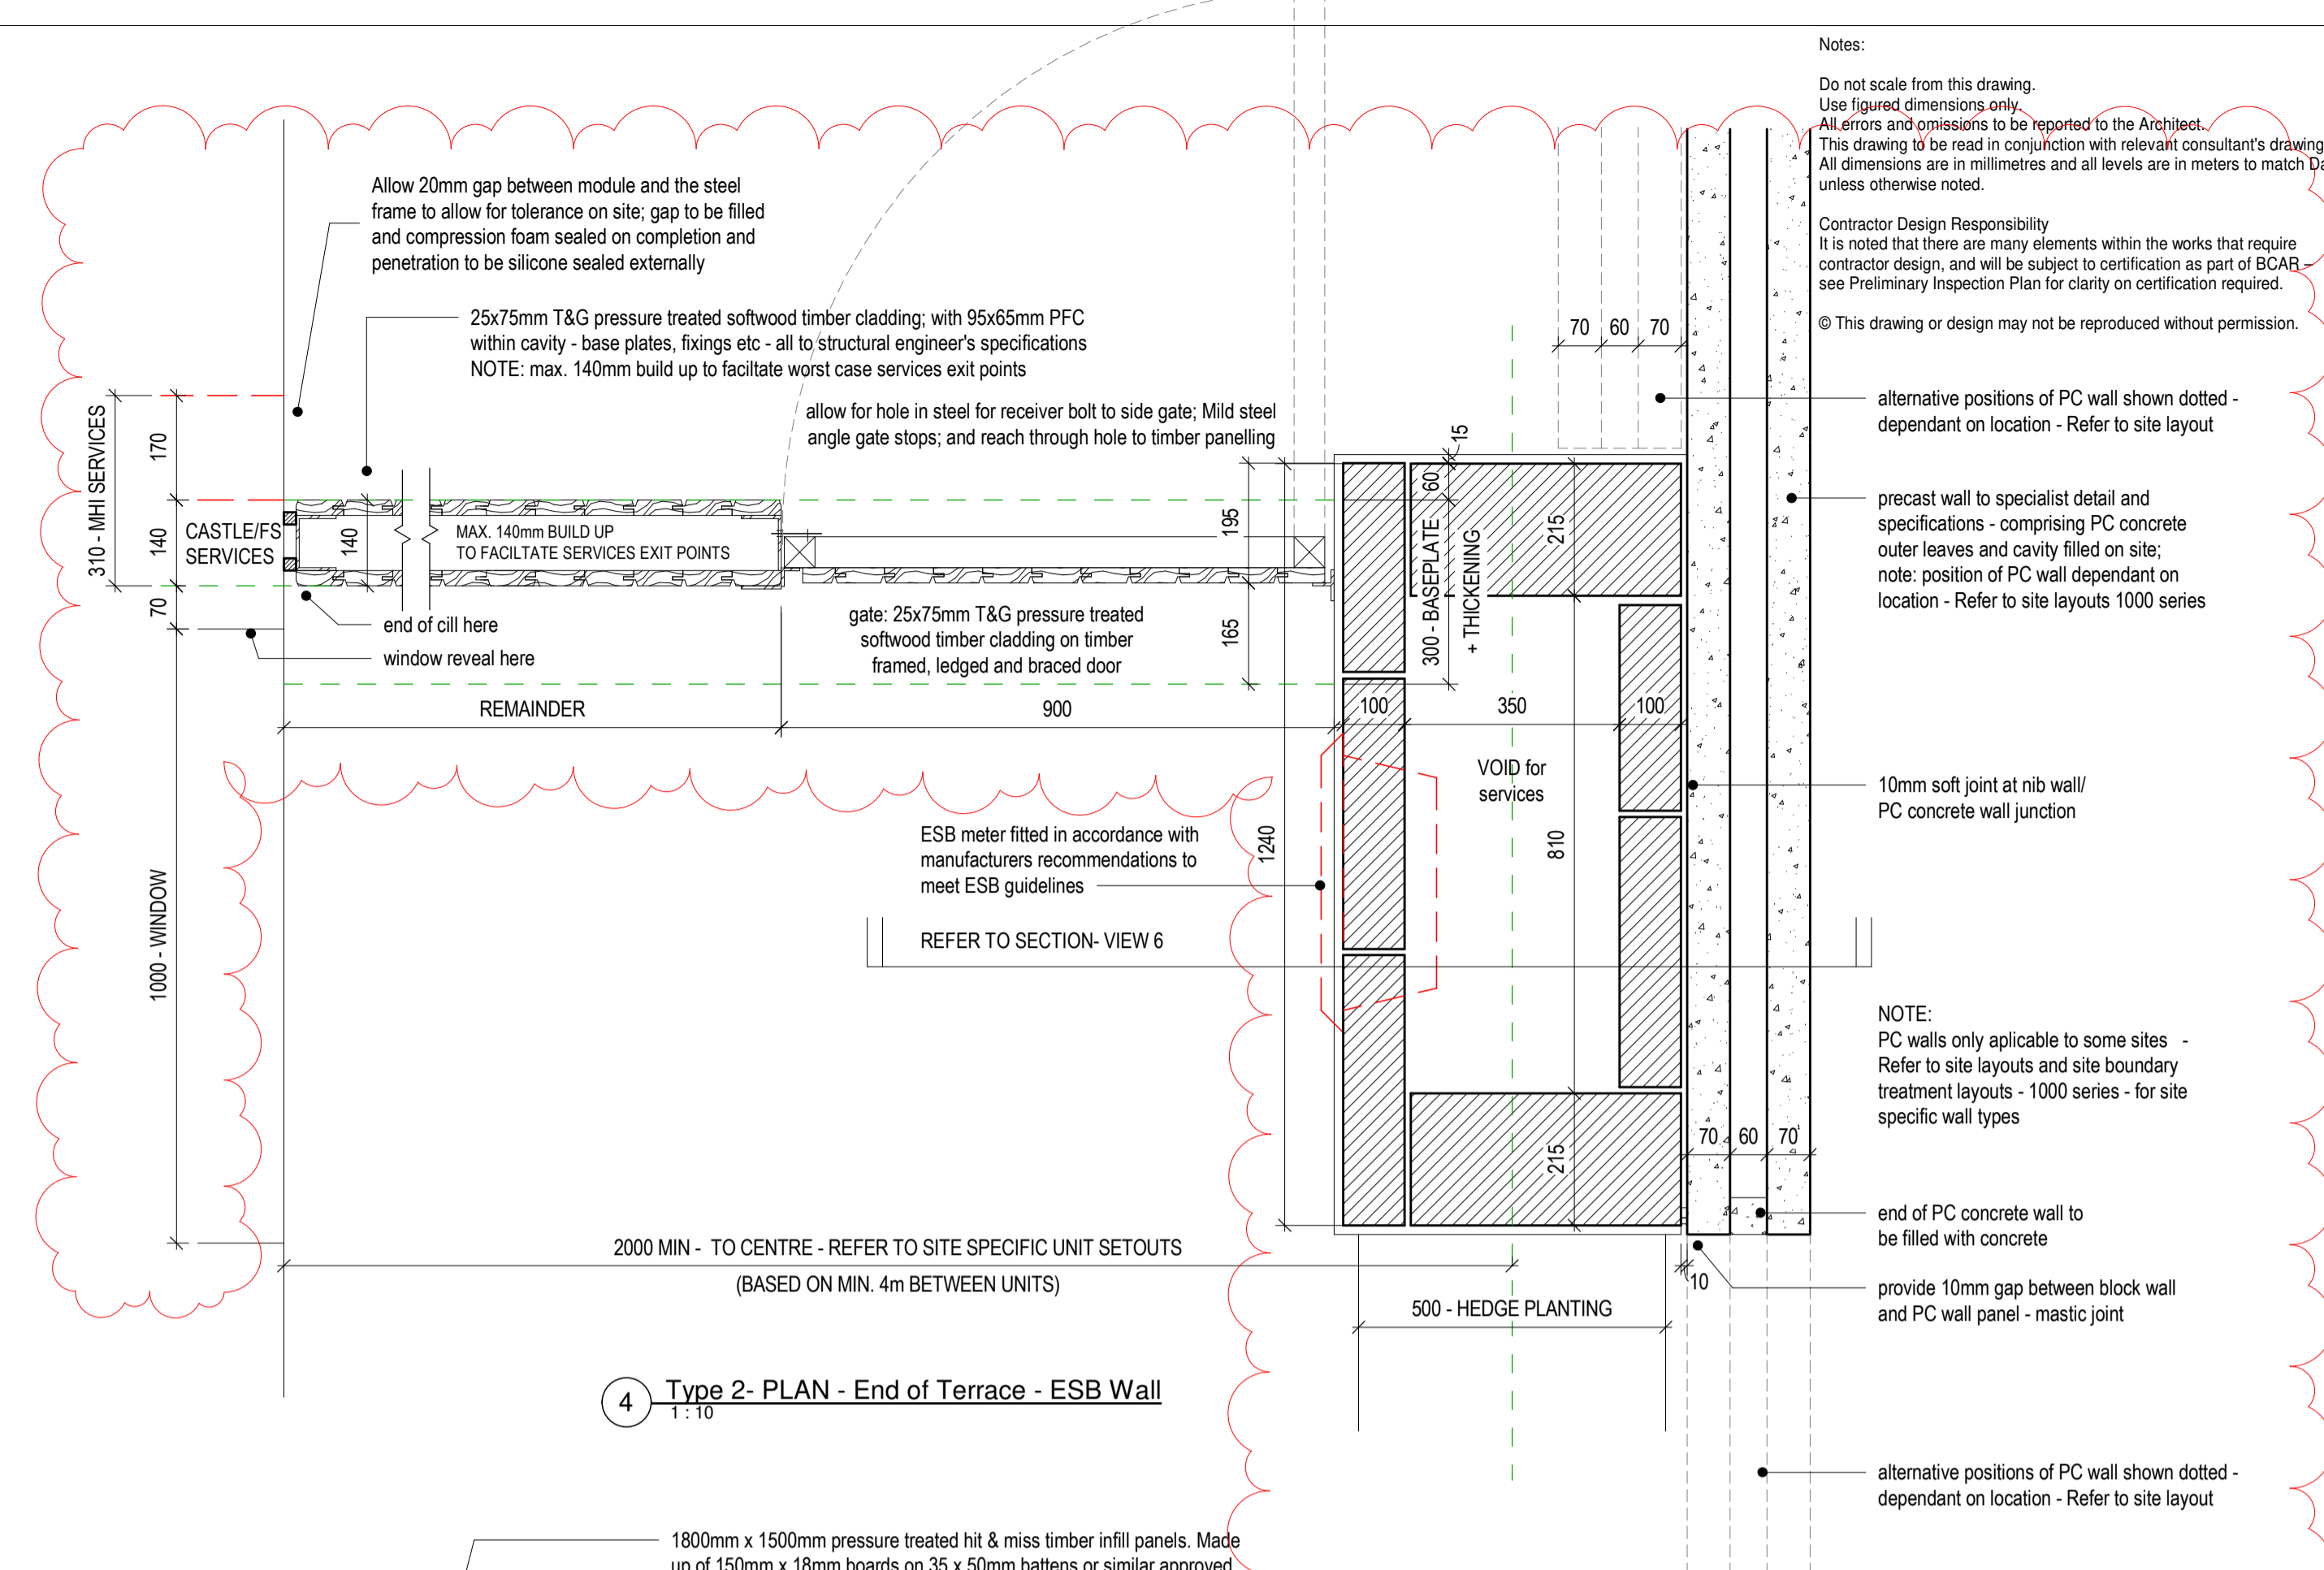 Notes:
Do not scale from this drawing.
Use figured dimensions only.
All errors and omissions to be reported to the Architect.
This drawing to be read in conjunction with relevant consultant's drawing
All dimensions are in millimetres and all levels are in meters to match Da
unless otherwise noted.
Contractor Design Responsibility
It is noted that there are many elements within the works that require
contractor design, and will be subject to certification as part of BCAR –
see Preliminary Inspection Plan for clarity on certification required.
© This drawing or design may not be reproduced without permission.
Allow 20mm gap between module and the steel
frame to allow for tolerance on site; gap to be filled
and compression foam sealed on completion and
penetration to be silicone sealed externally
25x75mm T&G pressure treated softwood timber cladding; with 95x65mm PFC
within cavity - base plates, fixings etc - all to structural engineer's specifications
NOTE: max. 140mm build up to faciltate worst case services exit points
allow for hole in steel for receiver bolt to side gate; Mild steel
angle gate stops; and reach through hole to timber panelling
70 60 70
alternative positions of PC wall shown dotted -
dependant on location - Refer to site layout
310 - MHI SERVICES
170
140
70
CASTLE/FS
SERVICES
140
MAX. 140mm BUILD UP
TO FACILTATE SERVICES EXIT POINTS
195
165
15
60
300 - BASEPLATE
+ THICKENING
215
precast wall to specialist detail and
specifications - comprising PC concrete
outer leaves and cavity filled on site;
note: position of PC wall dependant on
location - Refer to site layouts 1000 series
end of cill here
window reveal here
gate: 25x75mm T&G pressure treated
softwood timber cladding on timber
framed, ledged and braced door
REMAINDER
900
100
350
100
VOID for
services
10mm soft joint at nib wall/
PC concrete wall junction
1000 - WINDOW
ESB meter fitted in accordance with
manufacturers recommendations to
meet ESB guidelines
1240
810
REFER TO SECTION- VIEW 6
NOTE:
PC walls only aplicable to some sites -
Refer to site layouts and site boundary
treatment layouts - 1000 series - for site
specific wall types
215
70 60 70
end of PC concrete wall to
be filled with concrete
2000 MIN - TO CENTRE - REFER TO SITE SPECIFIC UNIT SETOUTS
(BASED ON MIN. 4m BETWEEN UNITS)
10
provide 10mm gap between block wall
and PC wall panel - mastic joint
500 - HEDGE PLANTING
4
Type 2- PLAN - End of Terrace - ESB Wall
1 : 10
alternative positions of PC wall shown dotted -
dependant on location - Refer to site layout
1800mm x 1500mm pressure treated hit & miss timber infill panels. Made
up of 150mm x 18mm boards on 35 x 50mm battens or similar approved